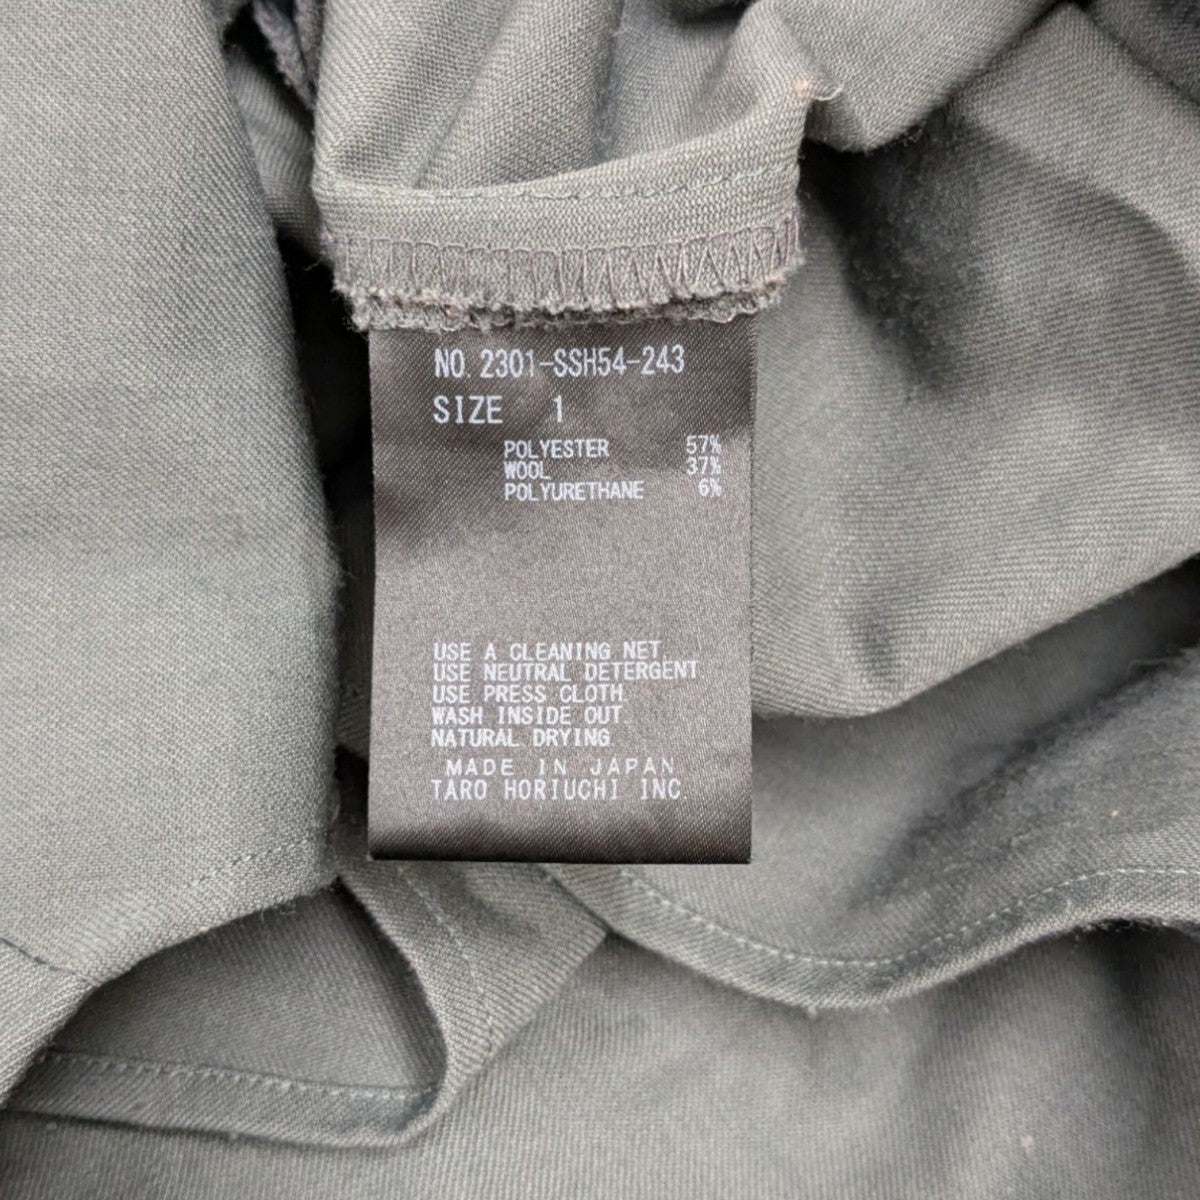 NO. 2301-SSH54-243
SIZE 1
POLYESTER 57%
WOOL 37%
POLYURETHANE 6%
USE A CLEANING NET.
USE NEUTRAL DETERGENT
USE PRESS CLOTH
WASH INSIDE OUT
NATURAL DRYING
MADE IN JAPAN
TARO HORIUCHI INC.